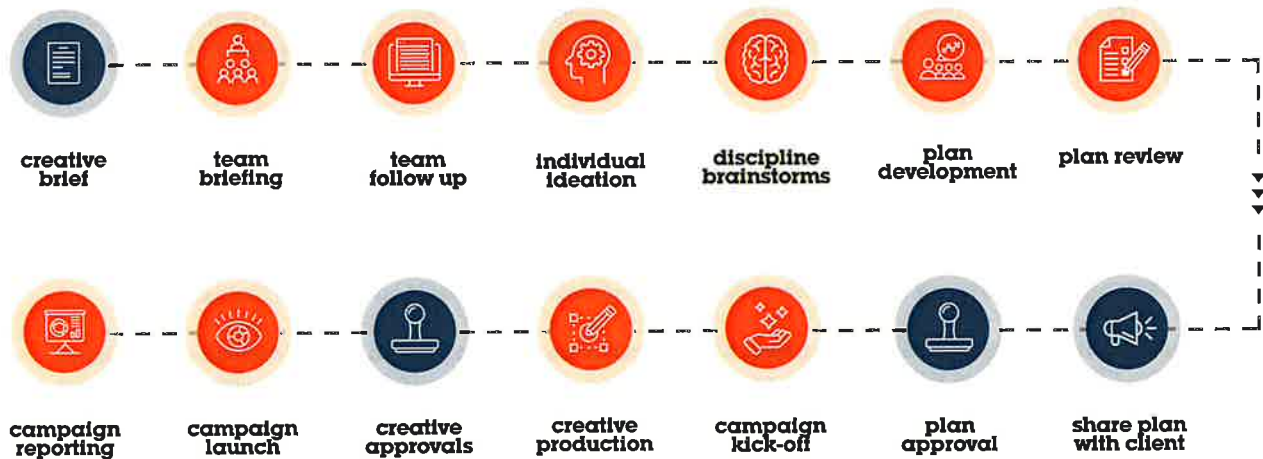 creative
brief
team
briefing
team
follow up
individual
ideation
discipline
brainstorms
plan
development
plan review
campaign
reporting
campaign
launch
creative
approvals
creative
production
campaign
kick-off
plan
approval
share plan
with client